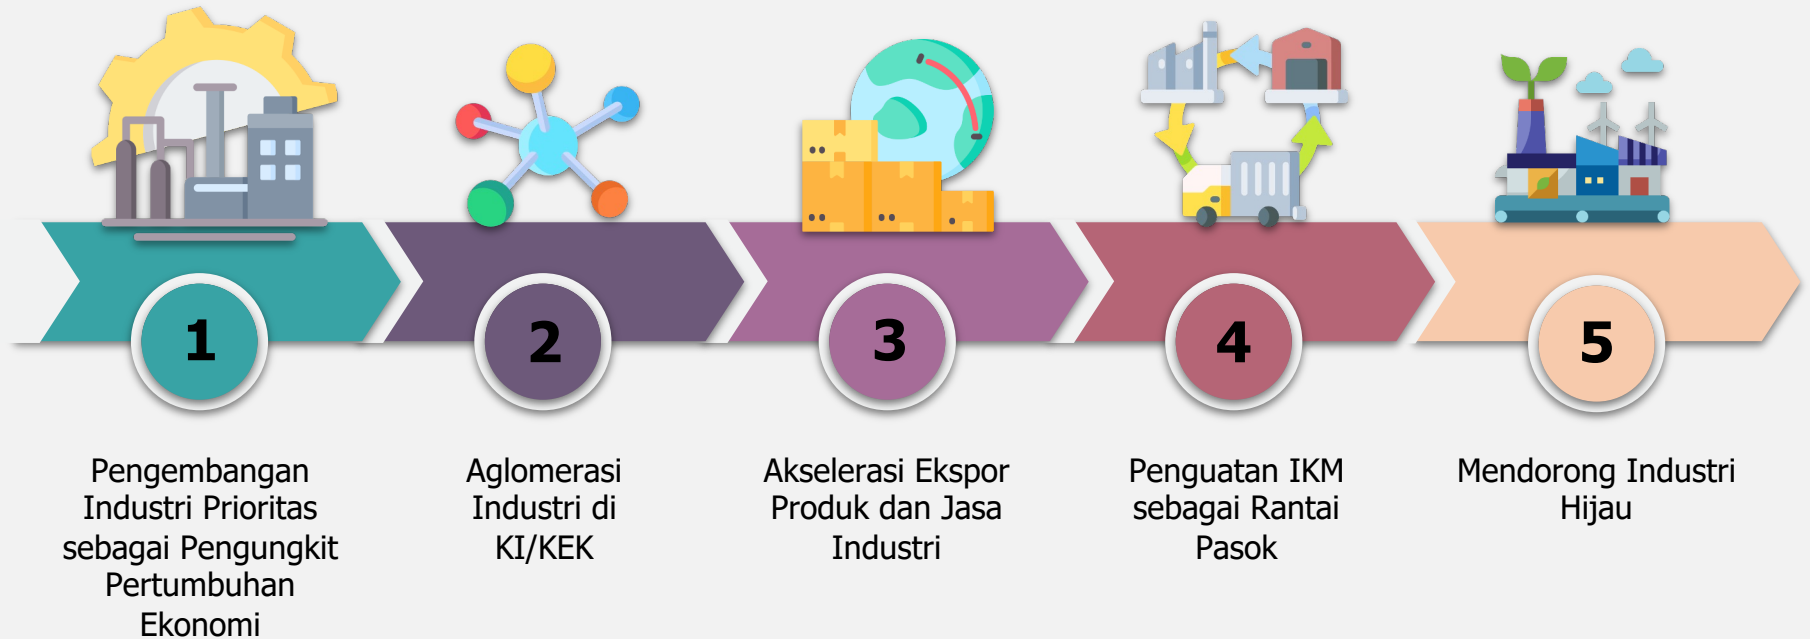 1
Pengembangan
Industri Prioritas
sebagai Pengungkit
Pertumbuhan
Ekonomi
2
Aglomerasi
Industri di
KI/KEK
3
Akselerasi Ekspor
Produk dan Jasa
Industri
4
Penguatan IKM
sebagai Rantai
Pasok
5
Mendorong Industri
Hijau